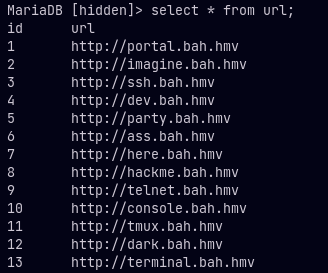 MariaDB [hidden]> select * from url;
id      url
1       http://portal.bah.hmv
2       http://imagine.bah.hmv
3       http://ssh.bah.hmv
4       http://dev.bah.hmv
5       http://party.bah.hmv
6       http://ass.bah.hmv
7       http://here.bah.hmv
8       http://hackme.bah.hmv
9       http://telnet.bah.hmv
10      http://console.bah.hmv
11      http://tmux.bah.hmv
12      http://dark.bah.hmv
13      http://terminal.bah.hmv